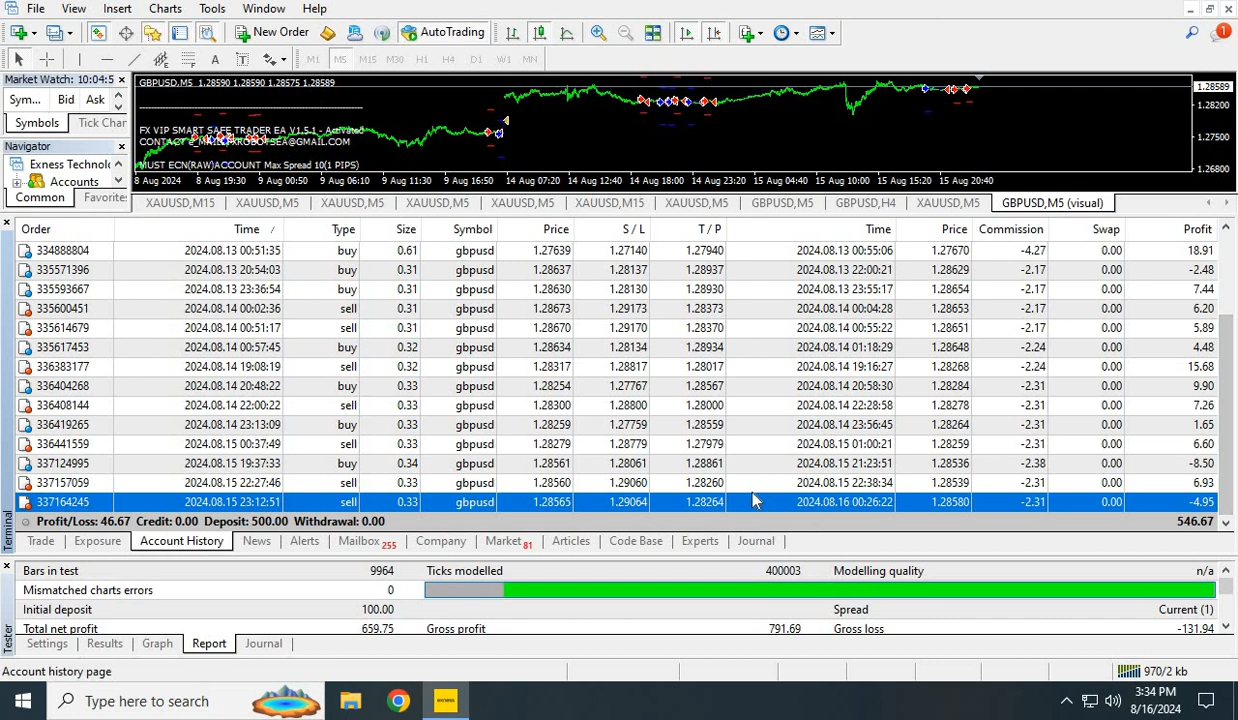 File View Insert Charts Tools Window Help
New Order AutoTrading 1
A T M1 M5 M15 M30 H1 H4 D1 W1 MN
Market Watch: 10:04:5
Sym... Bid Ask
Symbols Tick Char
Navigator
Exness Technolo
Accounts
Common Favorites
GBPUSD,M5 1.28590 1.28590 1.28575 1.28589
FX VIP SMART SAFE TRADER EA V1.5.1 - Activated
MUST ECN(RAW)ACCOUNT Max Spread 10(1 PIPS)
1.28589
1.28200
1.27500
1.26800
8 Aug 2024 8 Aug 19:30 9 Aug 00:50 9 Aug 06:10 9 Aug 11:30 9 Aug 16:50 14 Aug 07:20 14 Aug 12:40 14 Aug 18:00 14 Aug 23:20 15 Aug 04:40 15 Aug 10:00 15 Aug 15:20 15 Aug 20:40
XAUUSD,M15 XAUUSD,M5 XAUUSD,M5 XAUUSD,M5 XAUUSD,M5 XAUUSD,M15 XAUUSD,M5 GBPUSD,M5 GBPUSD,H4 XAUUSD,M5 GBPUSD,M5 (visual)
Order Time / Type Size Symbol Price S / L T / P Time Price Commission Swap Profit
334888804 2024.08.13 00:51:35 buy 0.61 gbpusd 1.27639 1.27140 1.27940 2024.08.13 00:55:06 1.27670 -4.27 0.00 18.91
335571396 2024.08.13 20:54:03 buy 0.31 gbpusd 1.28637 1.28137 1.28937 2024.08.13 22:00:21 1.28629 -2.17 0.00 -2.48
335593667 2024.08.13 23:36:54 buy 0.31 gbpusd 1.28630 1.28130 1.28930 2024.08.13 23:55:17 1.28654 -2.17 0.00 7.44
335600451 2024.08.14 00:02:36 sell 0.31 gbpusd 1.28673 1.29173 1.28373 2024.08.14 00:04:28 1.28653 -2.17 0.00 6.20
335614679 2024.08.14 00:51:17 sell 0.31 gbpusd 1.28670 1.29170 1.28370 2024.08.14 00:55:22 1.28651 -2.17 0.00 5.89
335617453 2024.08.14 00:57:45 buy 0.32 gbpusd 1.28634 1.28134 1.28934 2024.08.14 01:18:29 1.28648 -2.24 0.00 4.48
336383177 2024.08.14 19:08:19 sell 0.32 gbpusd 1.28317 1.28817 1.28017 2024.08.14 19:16:27 1.28268 -2.24 0.00 15.68
336404268 2024.08.14 20:48:22 buy 0.33 gbpusd 1.28254 1.27767 1.28567 2024.08.14 20:58:30 1.28284 -2.31 0.00 9.90
336408144 2024.08.14 22:00:22 sell 0.33 gbpusd 1.28300 1.28800 1.28000 2024.08.14 22:28:58 1.28278 -2.31 0.00 7.26
336419265 2024.08.14 23:13:09 buy 0.33 gbpusd 1.28259 1.27759 1.28559 2024.08.14 23:56:45 1.28264 -2.31 0.00 1.65
336441559 2024.08.15 00:37:49 sell 0.33 gbpusd 1.28279 1.28779 1.27979 2024.08.15 01:00:21 1.28259 -2.31 0.00 6.60
337124995 2024.08.15 19:37:33 buy 0.34 gbpusd 1.28561 1.28061 1.28861 2024.08.15 21:23:51 1.28536 -2.38 0.00 -8.50
337157059 2024.08.15 22:27:46 sell 0.33 gbpusd 1.28560 1.29060 1.28260 2024.08.15 22:38:34 1.28539 -2.31 0.00 6.93
337164245 2024.08.15 23:12:51 sell 0.33 gbpusd 1.28565 1.29064 1.28264 2024.08.16 00:26:22 1.28580 -2.31 0.00 -4.95
Profit/Loss: 46.67 Credit: 0.00 Deposit: 500.00 Withdrawal: 0.00 546.67
Terminal
Trade Exposure Account History News Alerts Mailbox 255 Company Market 81 Articles Code Base Experts Journal
Bars in test 9964 Ticks modelled 400003 Modelling quality n/a
Mismatched charts errors 0
Initial deposit 100.00 Spread Current (1)
Total net profit 659.75 Gross profit 791.69 Gross loss -131.94
Tester
Settings Results Graph Report Journal
Account history page 970/2 kb
Type here to search
3:34 PM
8/16/2024